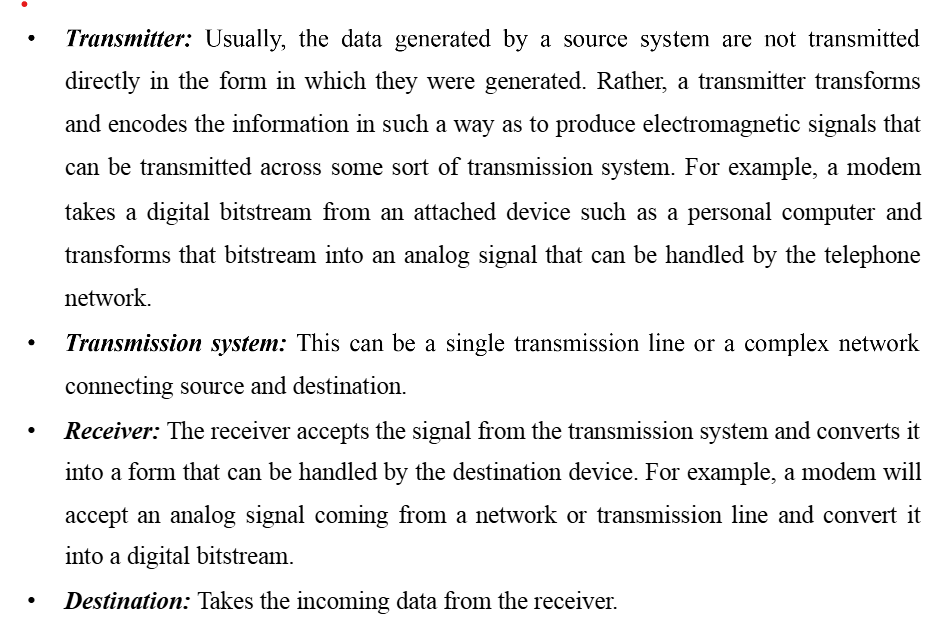 • Transmitter: Usually, the data generated by a source system are not transmitted
directly in the form in which they were generated. Rather, a transmitter transforms
and encodes the information in such a way as to produce electromagnetic signals that
can be transmitted across some sort of transmission system. For example, a modem
takes a digital bitstream from an attached device such as a personal computer and
transforms that bitstream into an analog signal that can be handled by the telephone
network.
• Transmission system: This can be a single transmission line or a complex network
connecting source and destination.
• Receiver: The receiver accepts the signal from the transmission system and converts it
into a form that can be handled by the destination device. For example, a modem will
accept an analog signal coming from a network or transmission line and convert it
into a digital bitstream.
• Destination: Takes the incoming data from the receiver.